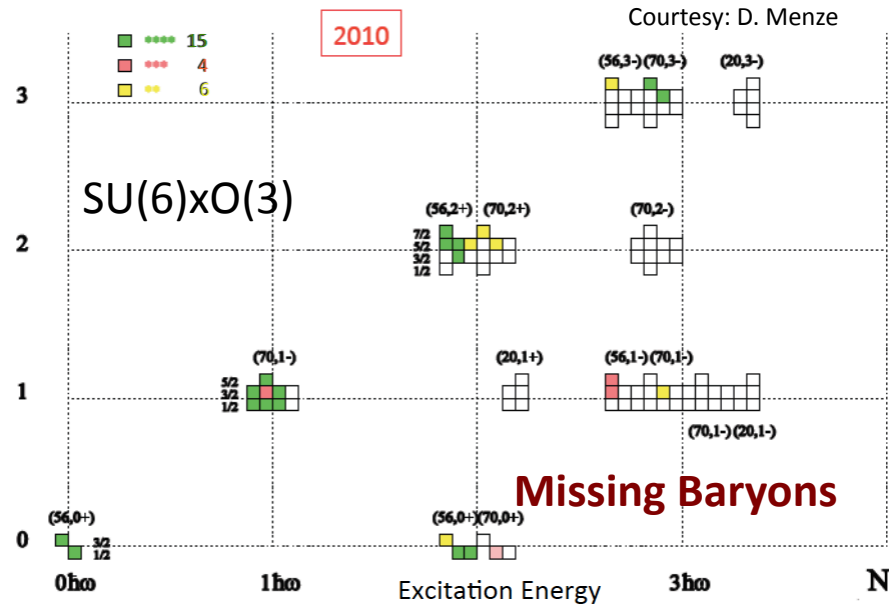 Courtesy: D. Menze
2010
**** 15
*** 4
** 6
(56,3-) (70,3-) (20,3-)
3
SU(6)xO(3)
(56,2+) (70,2+) (70,2-)
7/2
5/2
3/2
1/2
2
(70,1-) (20,1+) (56,1-) (70,1-)
5/2
3/2
1/2
1
(70,1-) (20,1-)
Missing Baryons
(56,0+) (56,0+) (70,0+)
0
3/2
1/2
0ħω 1ħω 3ħω N
Excitation Energy